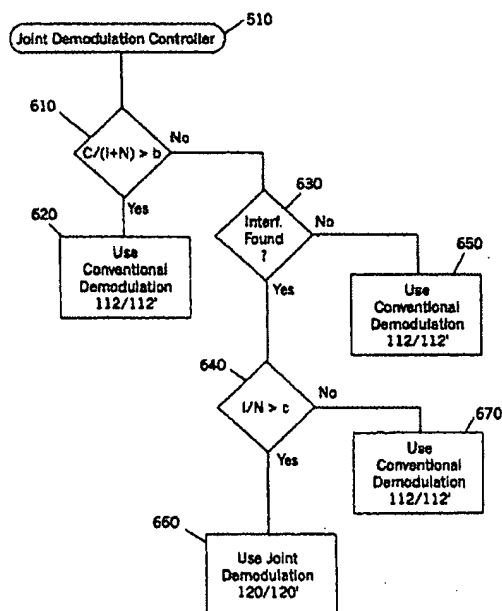 510
Joint Demodulation Controller
610
C/(I+N) > b
No
Yes
630
Interf.
Found
?
No
Yes
620
Use
Conventional
Demodulation
112/112'
650
Use
Conventional
Demodulation
112/112'
640
I/N > c
No
Yes
670
Use
Conventional
Demodulation
112/112'
660
Use Joint
Demodulation
120/120'